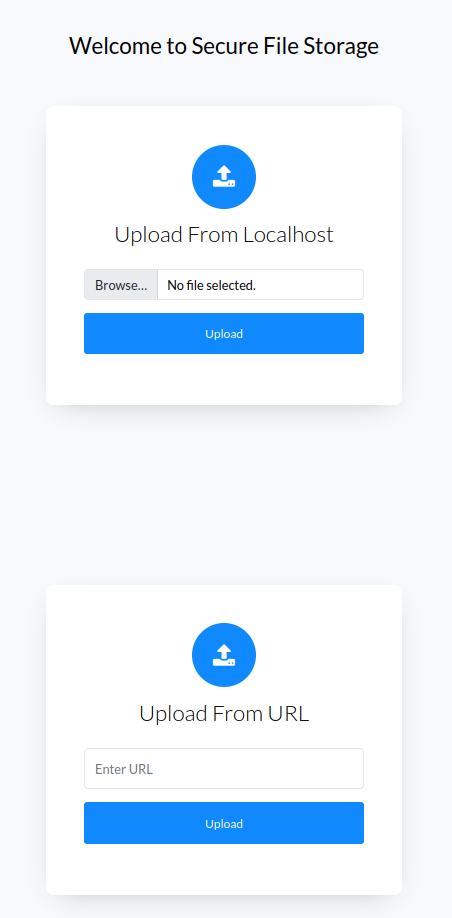 Welcome to Secure File Storage
Upload From Localhost
Browse... No file selected.
Upload
Upload From URL
Enter URL
Upload